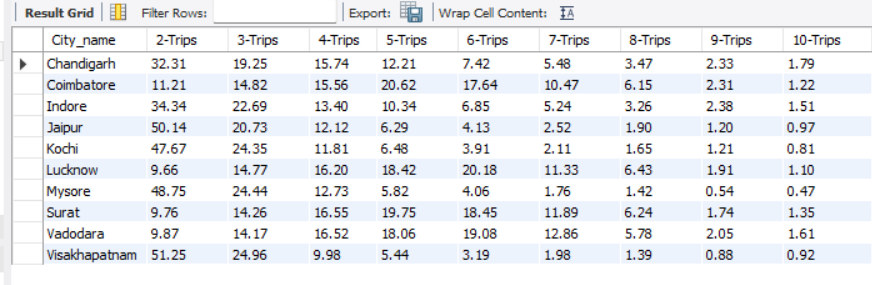 Result Grid Filter Rows: Export: Wrap Cell Content: IA
City_name 2-Trips 3-Trips 4-Trips 5-Trips 6-Trips 7-Trips 8-Trips 9-Trips 10-Trips
Chandigarh 32.31 19.25 15.74 12.21 7.42 5.48 3.47 2.33 1.79
Coimbatore 11.21 14.82 15.56 20.62 17.64 10.47 6.15 2.31 1.22
Indore 34.34 22.69 13.40 10.34 6.85 5.24 3.26 2.38 1.51
Jaipur 50.14 20.73 12.12 6.29 4.13 2.52 1.90 1.20 0.97
Kochi 47.67 24.35 11.81 6.48 3.91 2.11 1.65 1.21 0.81
Lucknow 9.66 14.77 16.20 18.42 20.18 11.33 6.43 1.91 1.10
Mysore 48.75 24.44 12.73 5.82 4.06 1.76 1.42 0.54 0.47
Surat 9.76 14.26 16.55 19.75 18.45 11.89 6.24 1.74 1.35
Vadodara 9.87 14.17 16.52 18.06 19.08 12.86 5.78 2.05 1.61
Visakhapatnam 51.25 24.96 9.98 5.44 3.19 1.98 1.39 0.88 0.92